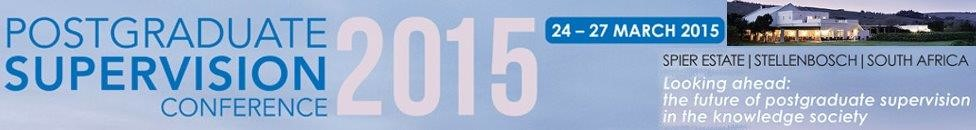 POSTGRADUATE
SUPERVISION
CONFERENCE
2015
24 – 27 MARCH 2015
SPIER ESTATE | STELLENBOSCH | SOUTH AFRICA
Looking ahead:
the future of postgraduate supervision
in the knowledge society